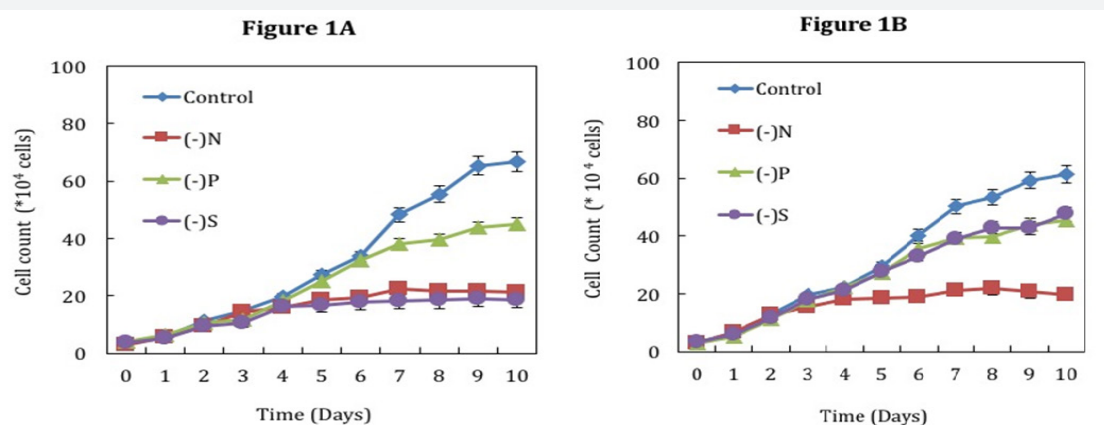 Figure 1A
100
80
60
40
20
0
Cell count (*10⁴ cells)
Control
(-)N
(-)P
(-)S
0 1 2 3 4 5 6 7 8 9 10
Time (Days)
Figure 1B
100
80
60
40
20
0
Cell Count (* 10 ⁴ cells)
Control
(-)N
(-)P
(-)S
0 1 2 3 4 5 6 7 8 9 10
Time (Days)